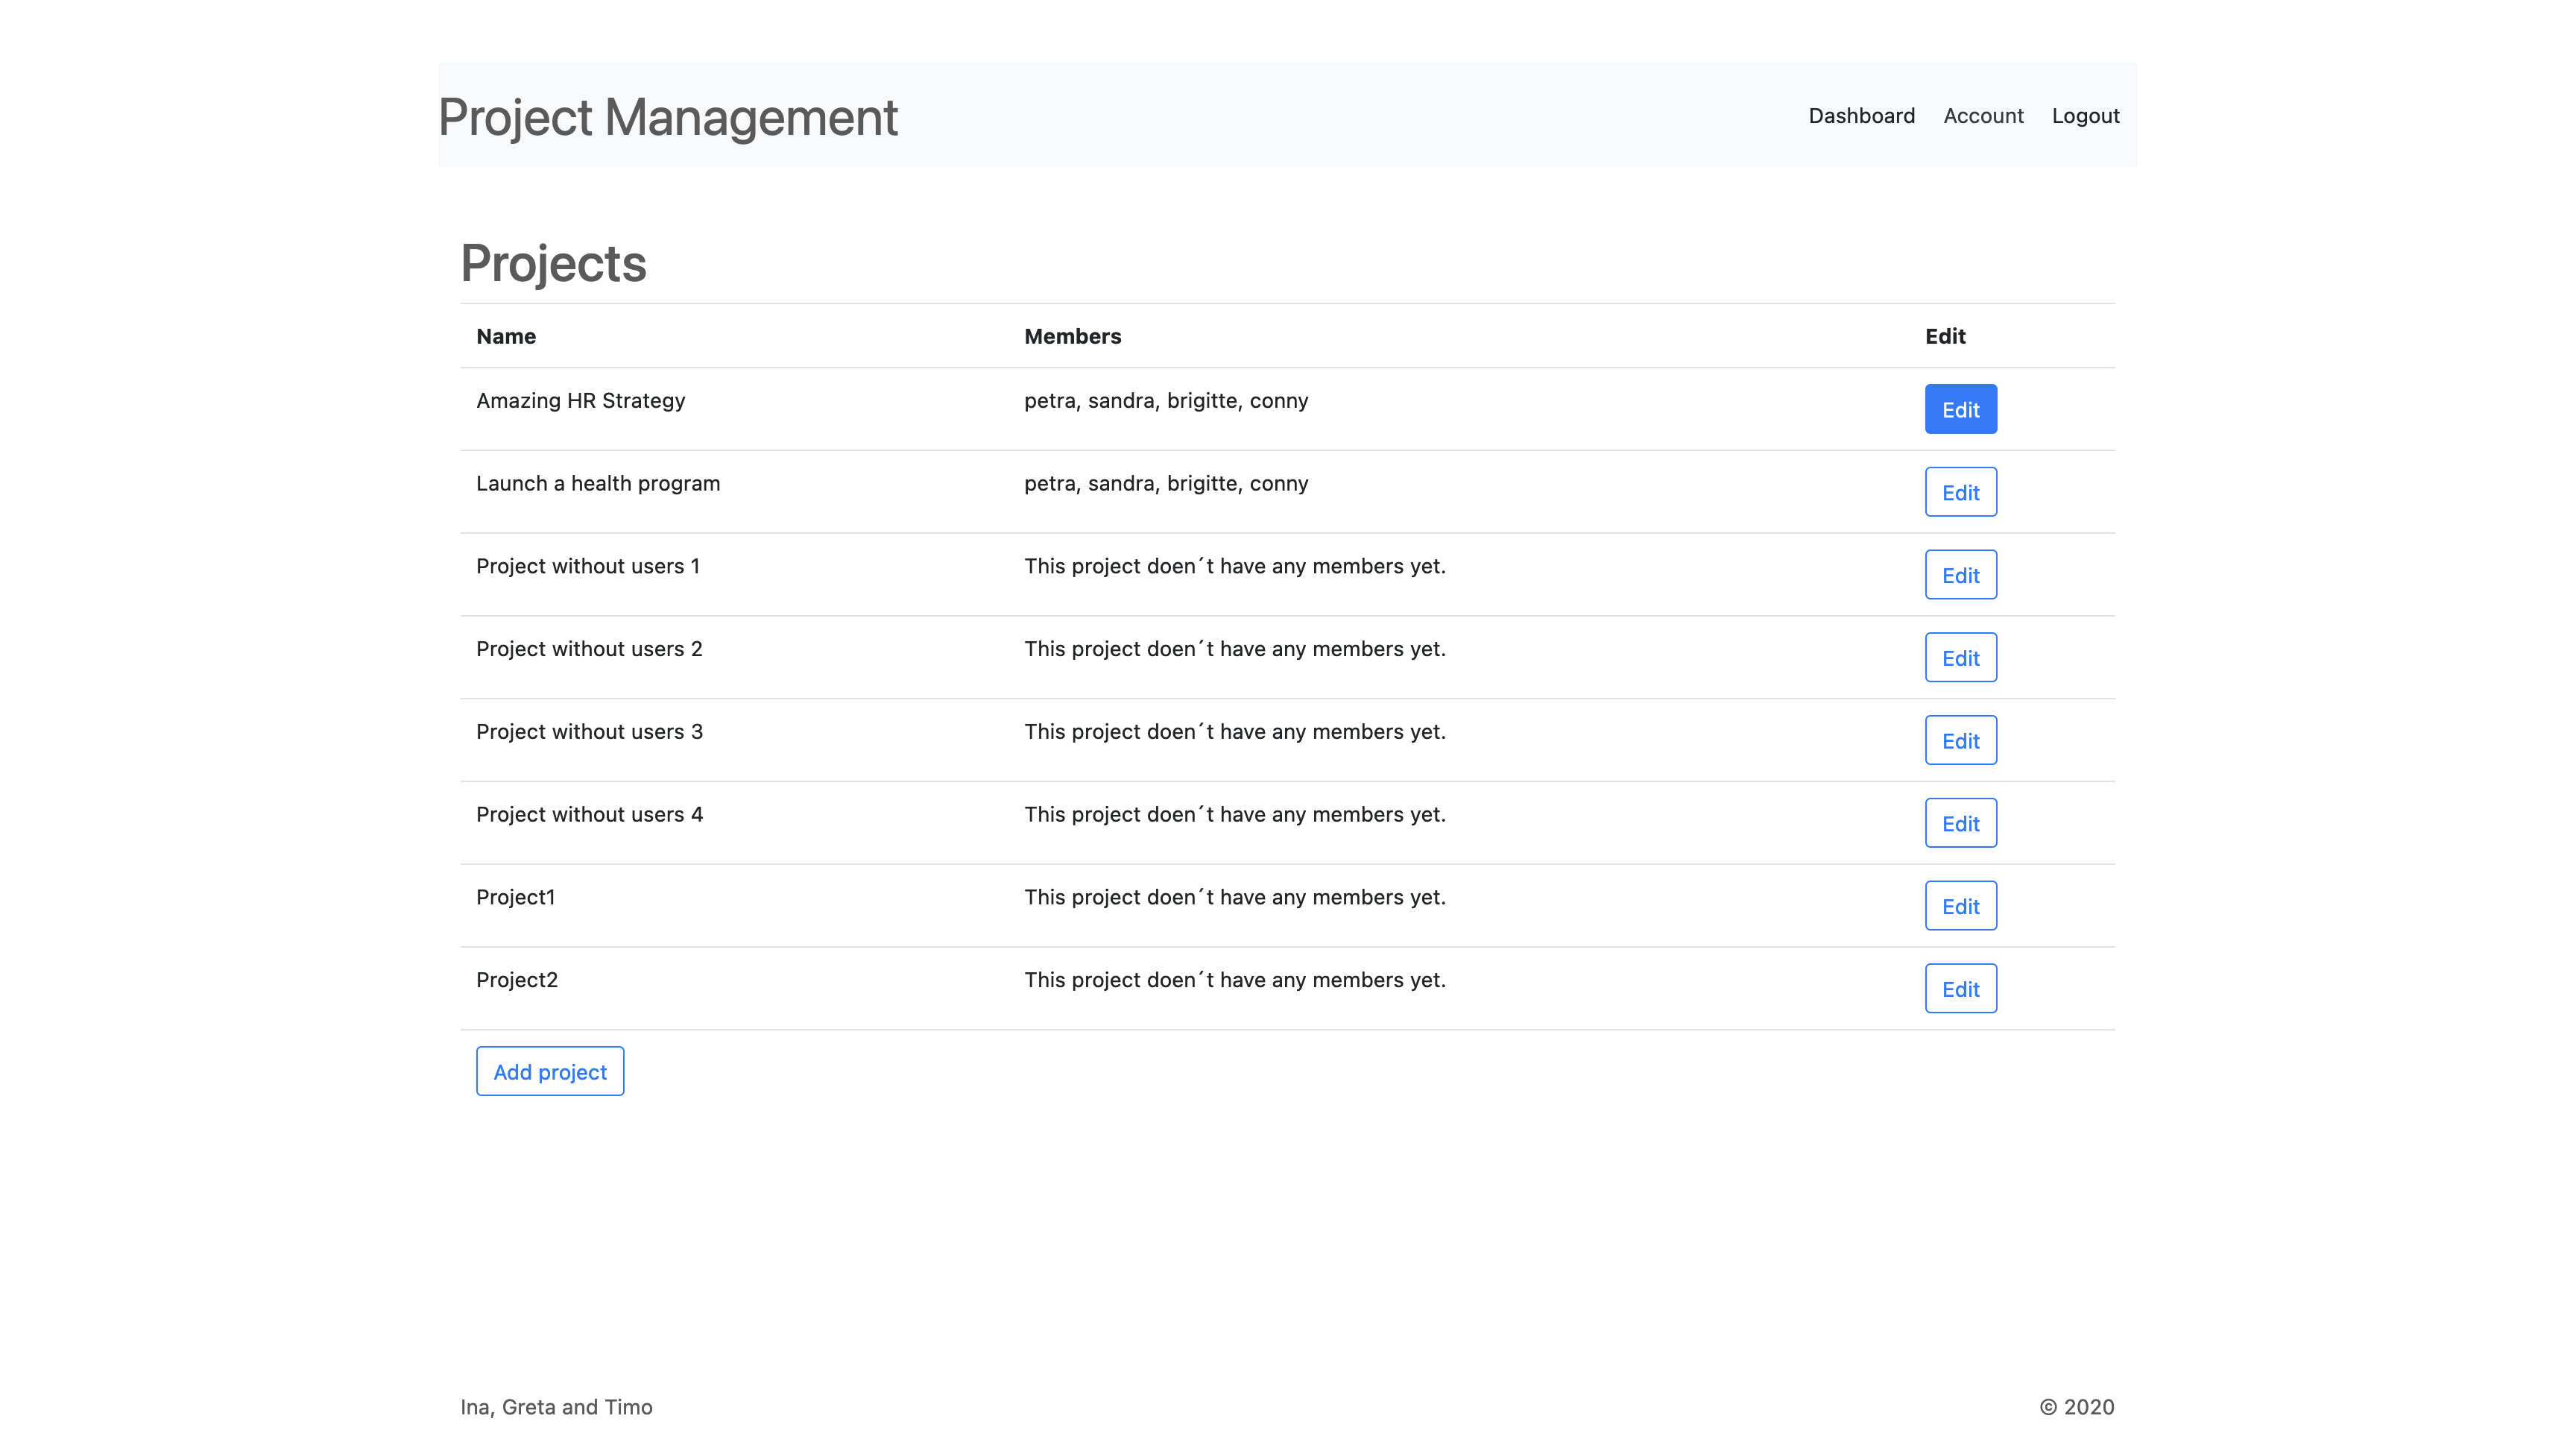 Project Management Dashboard Account Logout
Projects
Name Members Edit
Amazing HR Strategy petra, sandra, brigitte, conny Edit
Launch a health program petra, sandra, brigitte, conny Edit
Project without users 1 This project doen´t have any members yet. Edit
Project without users 2 This project doen´t have any members yet. Edit
Project without users 3 This project doen´t have any members yet. Edit
Project without users 4 This project doen´t have any members yet. Edit
Project1 This project doen´t have any members yet. Edit
Project2 This project doen´t have any members yet. Edit
Add project
Ina, Greta and Timo © 2020